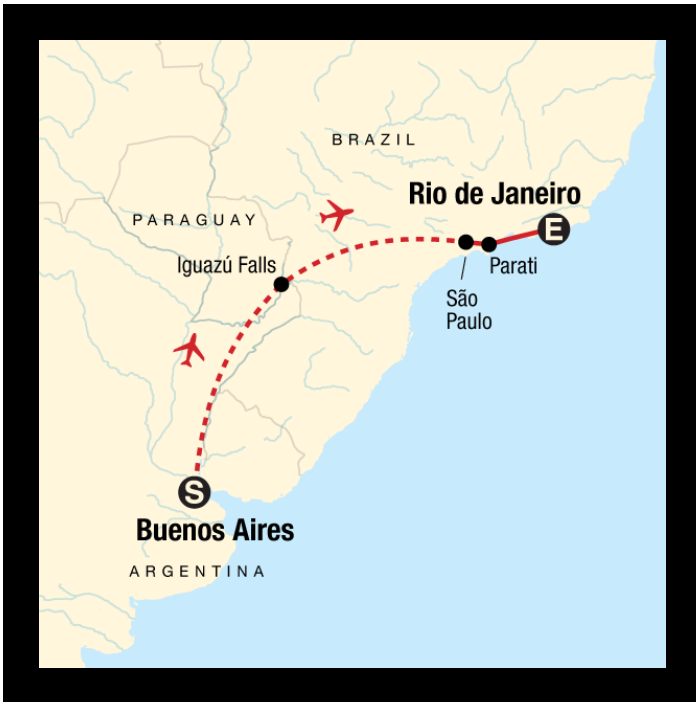 BRAZIL
Rio de Janeiro
PARAGUAY
E
Iguazú Falls
Parati
São
Paulo
S
Buenos Aires
ARGENTINA